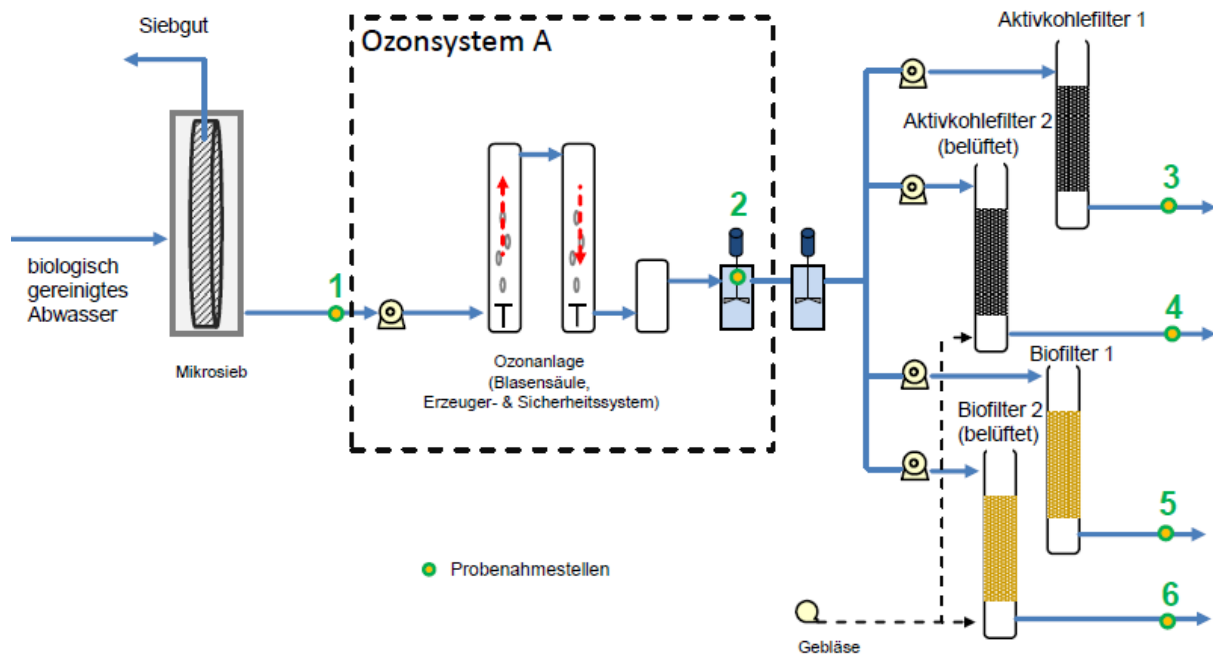 Siebgut
Ozonsystem A
Aktivkohlefilter 1
Aktivkohlefilter 2
(belüftet)
3
2
1
biologisch
gereinigtes
Abwasser
4
Mikrosieb
Ozonanlage
(Blasensäule,
Erzeuger- & Sicherheitssystem)
Biofilter 1
Biofilter 2
(belüftet)
5
Probenahmestellen
6
Gebläse